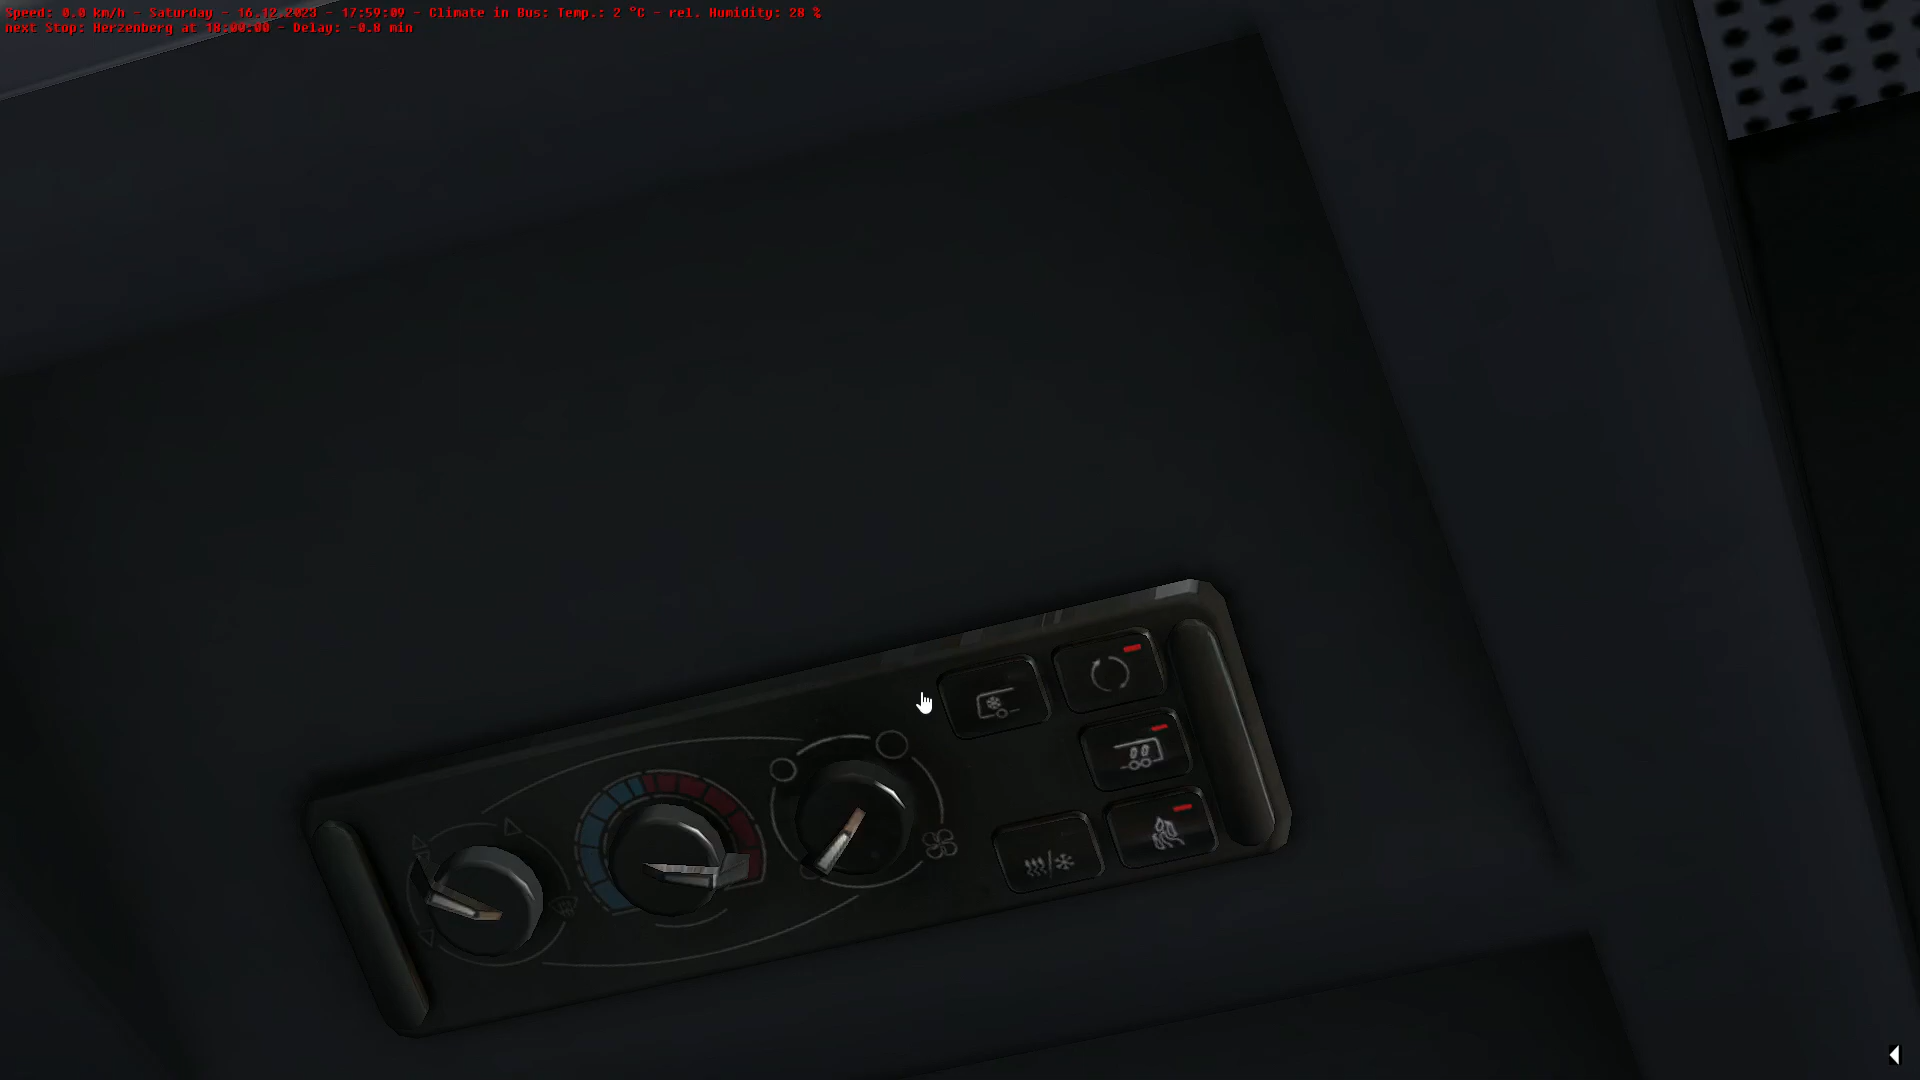 Speed: 0.0 km/h - Saturday - 16.12.2023 - 17:59:09 - Climate in Bus: Temp.: 2 °C - rel. Humidity: 28 %
next Stop: Herzenberg at 18:00:00 - Delay: -0.8 min